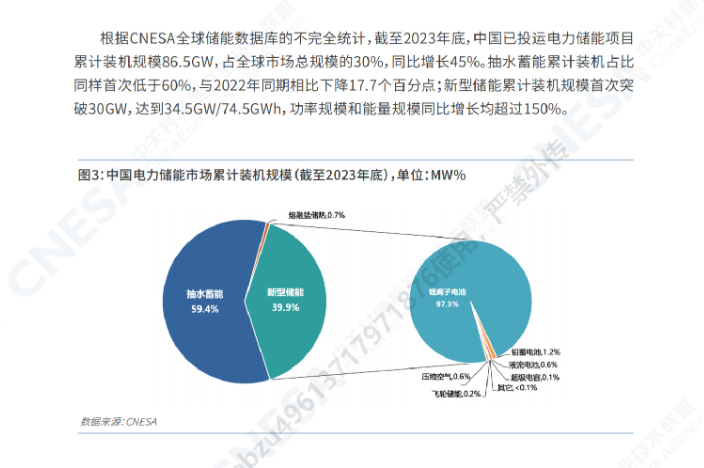 根据CNESA全球储能数据库的不完全统计，截至2023年底，中国已投运电力储能项目
累计装机规模86.5GW，占全球市场总规模的30%，同比增长45%。抽水蓄能累计装机占比
同样首次低于60%，与2022年同期相比下降17.7个百分点；新型储能累计装机规模首次突
破30GW，达到34.5GW/74.5GWh，功率规模和能量规模同比增长均超过150%。
图3：中国电力储能市场累计装机规模（截至2023年底），单位：MW%
熔融盐储热,0.7%
抽水蓄能
59.4%
新型储能
39.9%
锂离子电池
97.3%
铅蓄电池,1.2%
液流电池,0.6%
超级电容,0.1%
其它,<0.1%
压缩空气,0.6%
飞轮储能,0.2%
数据来源：CNESA
CNESA
严禁外传